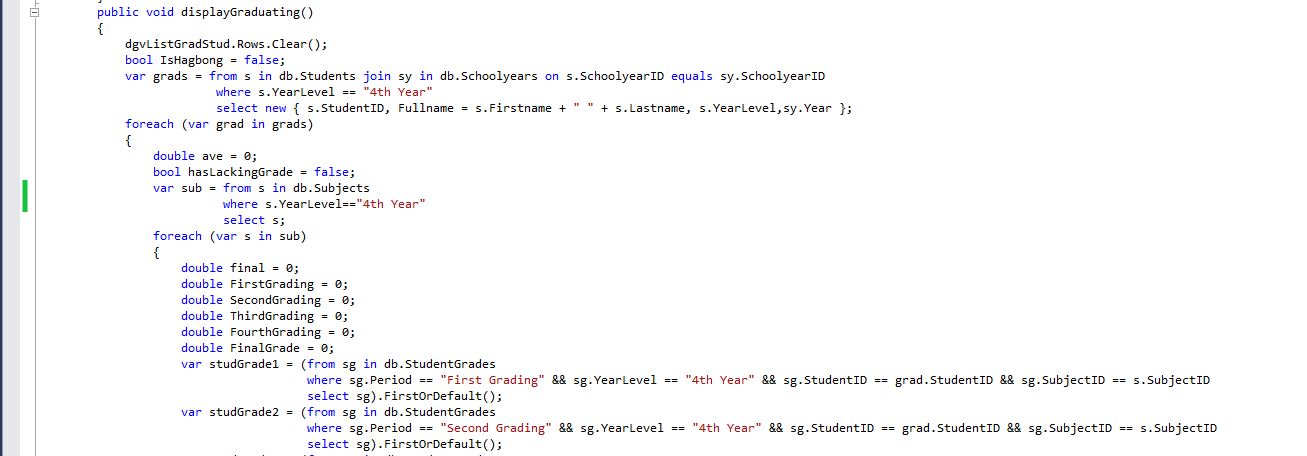 public void displayGraduating()
{
dgvListGradStud.Rows.Clear();
bool IsHagbong = false;
var grads = from s in db.Students join sy in db.Schoolyears on s.SchoolyearID equals sy.SchoolyearID
where s.YearLevel == "4th Year"
select new { s.StudentID, Fullname = s.Firstname + " " + s.Lastname, s.YearLevel,sy.Year };
foreach (var grad in grads)
{
double ave = 0;
bool hasLackingGrade = false;
var sub = from s in db.Subjects
where s.YearLevel=="4th Year"
select s;
foreach (var s in sub)
{
double final = 0;
double FirstGrading = 0;
double SecondGrading = 0;
double ThirdGrading = 0;
double FourthGrading = 0;
double FinalGrade = 0;
var studGrade1 = (from sg in db.StudentGrades
where sg.Period == "First Grading" && sg.YearLevel == "4th Year" && sg.StudentID == grad.StudentID && sg.SubjectID == s.SubjectID
select sg).FirstOrDefault();
var studGrade2 = (from sg in db.StudentGrades
where sg.Period == "Second Grading" && sg.YearLevel == "4th Year" && sg.StudentID == grad.StudentID && sg.SubjectID == s.SubjectID
select sg).FirstOrDefault();